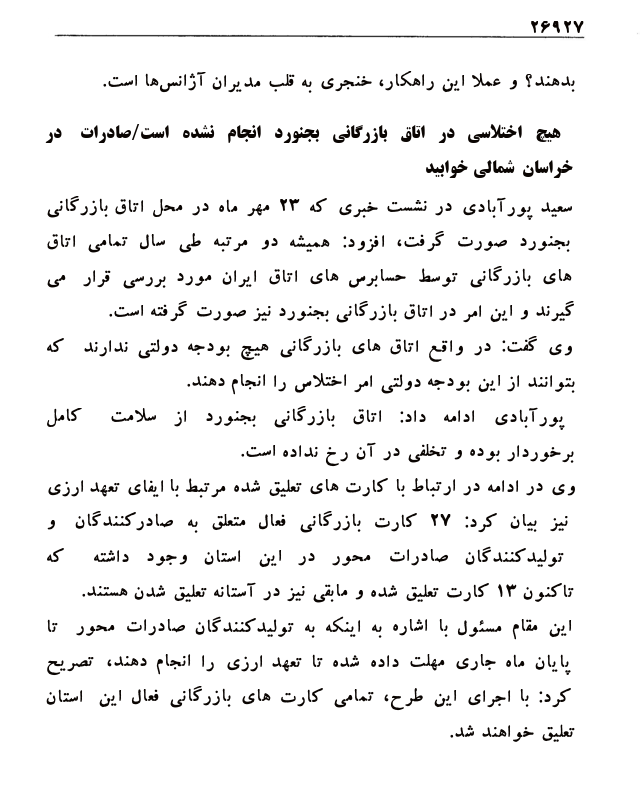 ۲۶۹۲۷
بدهند؟ و عملا این راهکار، خنجری به قلب مدیران آژانس‌ها است.
هیچ اختلاسی در اتاق بازرگانی بجنورد انجام نشده است/صادرات در
خراسان شمالی خوابید
سعید پورآبادی در نشست خبری که ۲۳ مهر ماه در محل اتاق بازرگانی
بجنورد صورت گرفت، افزود: همیشه دو مرتبه طی سال تمامی اتاق
های بازرگانی توسط حسابرس های اتاق ایران مورد بررسی قرار می
گیرند و این امر در اتاق بازرگانی بجنورد نیز صورت گرفته است.
وی گفت: در واقع اتاق های بازرگانی هیچ بودجه دولتی ندارند که
بتوانند از این بودجه دولتی امر اختلاس را انجام دهند.
پورآبادی ادامه داد: اتاق بازرگانی بجنورد از سلامت کامل
برخوردار بوده و تخلفی در آن رخ نداده است.
وی در ادامه در ارتباط با کارت های تعلیق شده مرتبط با ایفای تعهد ارزی
نیز بیان کرد: ۲۷ کارت بازرگانی فعال متعلق به صادرکنندگان و
تولیدکنندگان صادرات محور در این استان وجود داشته که
تاکنون ۱۳ کارت تعلیق شده و مابقی نیز در آستانه تعلیق شدن هستند.
این مقام مسئول با اشاره به اینکه به تولیدکنندگان صادرات محور تا
پایان ماه جاری مهلت داده شده تا تعهد ارزی را انجام دهند، تصریح
کرد: با اجرای این طرح، تمامی کارت های بازرگانی فعال این استان
تعلیق خواهند شد.